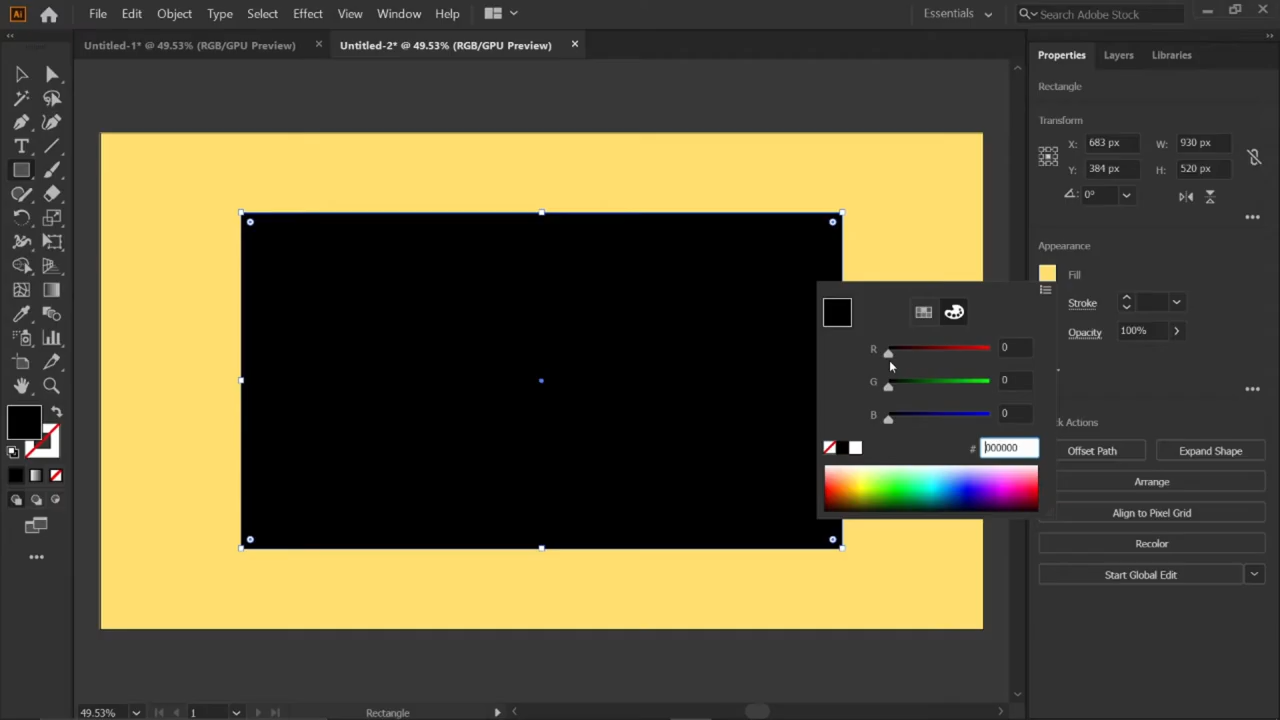 Ai File Edit Object Type Select Effect View Window Help Essentials Search Adobe Stock
Untitled-1* @ 49.53% (RGB/GPU Preview) × Untitled-2* @ 49.53% (RGB/GPU Preview) ×
Properties Layers Libraries
Rectangle
Transform
X: 683 px W: 930 px
Y: 384 px H: 520 px
0°
Appearance
Fill
Stroke
Opacity 100%
R 0
G 0
B 0
# 000000
k Actions
Offset Path Expand Shape
Arrange
Align to Pixel Grid
Recolor
Start Global Edit
49.53% 1 Rectangle